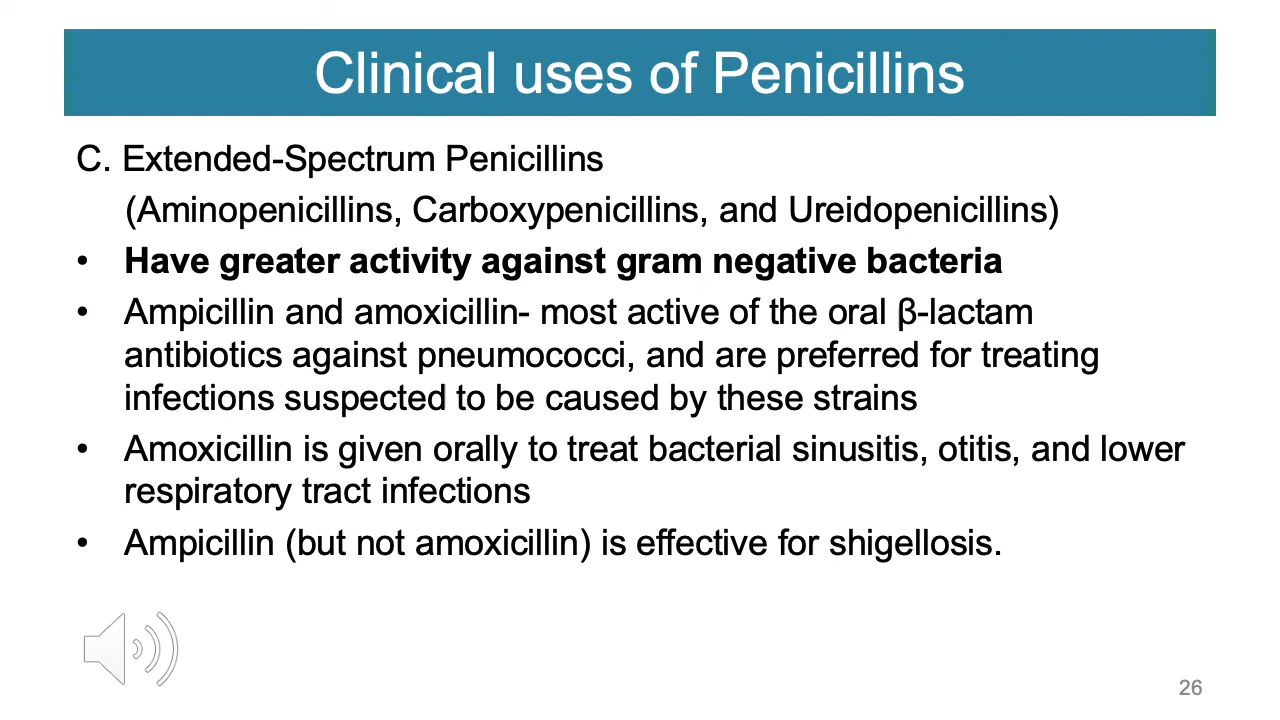 Clinical uses of Penicillins
C. Extended-Spectrum Penicillins
(Aminopenicillins, Carboxypenicillins, and Ureidopenicillins)
• Have greater activity against gram negative bacteria
• Ampicillin and amoxicillin- most active of the oral β-lactam
antibiotics against pneumococci, and are preferred for treating
infections suspected to be caused by these strains
• Amoxicillin is given orally to treat bacterial sinusitis, otitis, and lower
respiratory tract infections
• Ampicillin (but not amoxicillin) is effective for shigellosis.
26